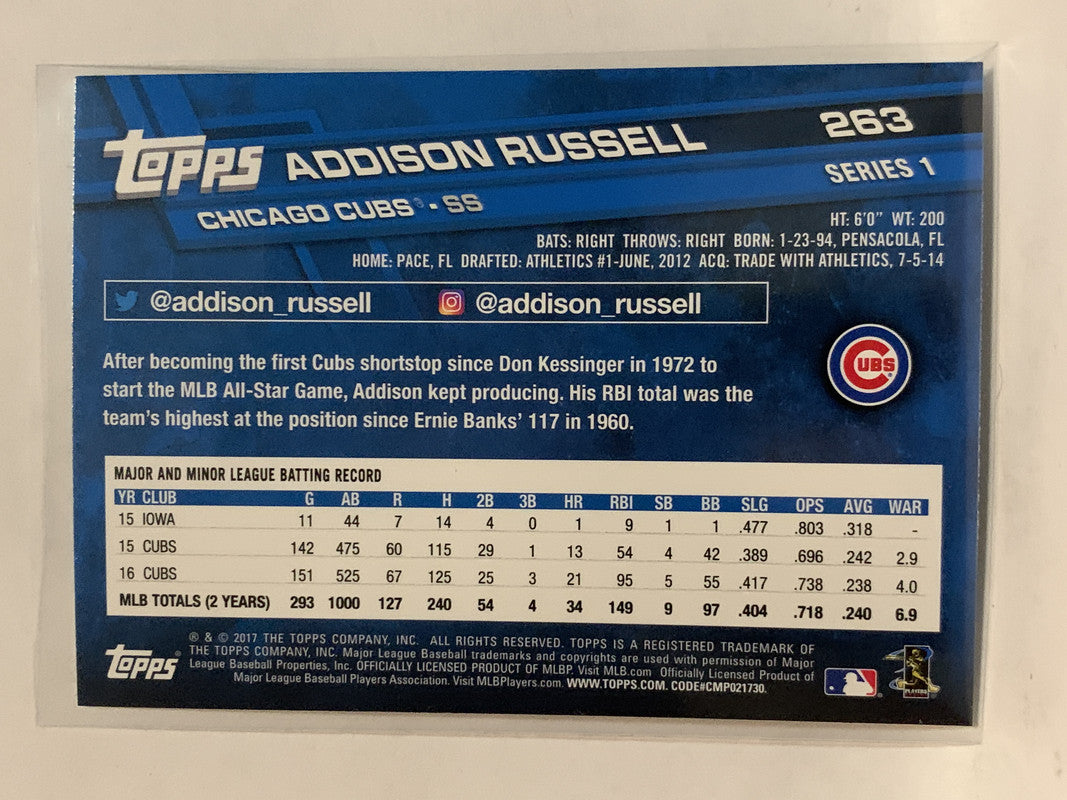 topps ADDISON RUSSELL 263
CHICAGO CUBS® - SS SERIES 1
HT: 6'0" WT: 200
BATS: RIGHT THROWS: RIGHT BORN: 1-23-94, PENSACOLA, FL
HOME: PACE, FL DRAFTED: ATHLETICS #1-JUNE, 2012 ACQ: TRADE WITH ATHLETICS, 7-5-14
@addison_russell @addison_russell
After becoming the first Cubs shortstop since Don Kessinger in 1972 to
start the MLB All-Star Game, Addison kept producing. His RBI total was the
team's highest at the position since Ernie Banks' 117 in 1960.
CUBS
MAJOR AND MINOR LEAGUE BATTING RECORD
YR CLUB G AB R H 2B 3B HR RBI SB BB SLG OPS AVG WAR
15 IOWA 11 44 7 14 4 0 1 9 1 1 .477 .803 .318 -
15 CUBS 142 475 60 115 29 1 13 54 4 42 .389 .696 .242 2.9
16 CUBS 151 525 67 125 25 3 21 95 5 55 .417 .738 .238 4.0
MLB TOTALS (2 YEARS) 293 1000 127 240 54 4 34 149 9 97 .404 .718 .240 6.9
® & © 2017 THE TOPPS COMPANY, INC. ALL RIGHTS RESERVED. TOPPS IS A REGISTERED TRADEMARK OF
THE TOPPS COMPANY, INC. Major League Baseball trademarks and copyrights are used with permission of Major
League Baseball Properties, Inc. OFFICIALLY LICENSED PRODUCT OF MLBP. Visit MLB.com Officially Licensed Product of
Major League Baseball Players Association. Visit MLBPlayers.com. WWW.TOPPS.COM. CODE#CMP021730.
topps®
PLAYERS